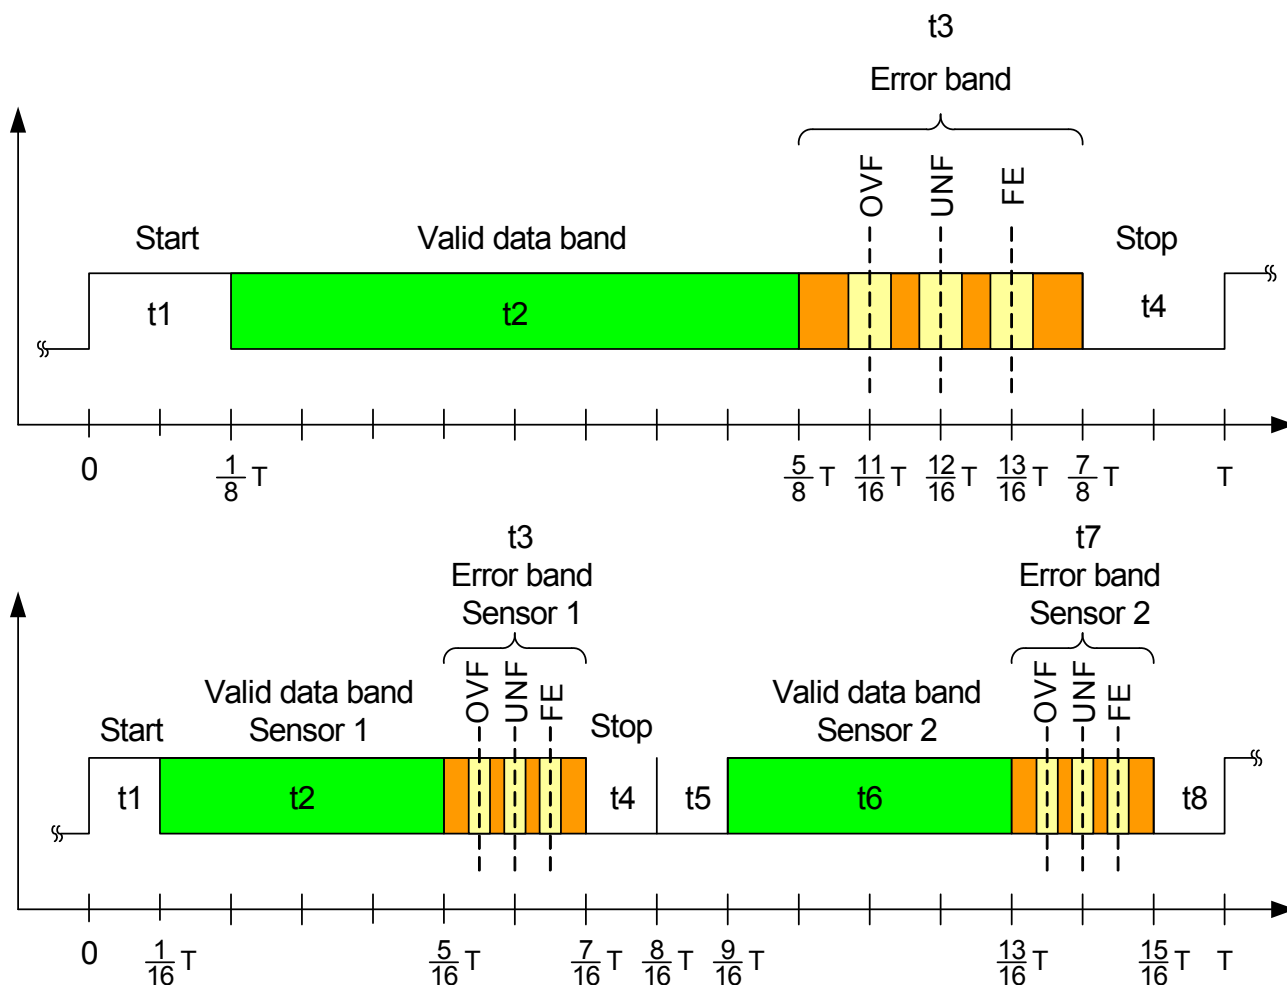 t3
Error band
OVF
UNF
FE
Start
Valid data band
Stop
t1
t2
t4
0
1/8 T
5/8 T
11/16 T
12/16 T
13/16 T
7/8 T
T
t3
Error band
Sensor 1
t7
Error band
Sensor 2
OVF
UNF
FE
OVF
UNF
FE
Start
Valid data band
Sensor 1
Stop
Valid data band
Sensor 2
t1
t2
t4
t5
t6
t8
0
1/16 T
5/16 T
7/16 T
8/16 T
9/16 T
13/16 T
15/16 T
T